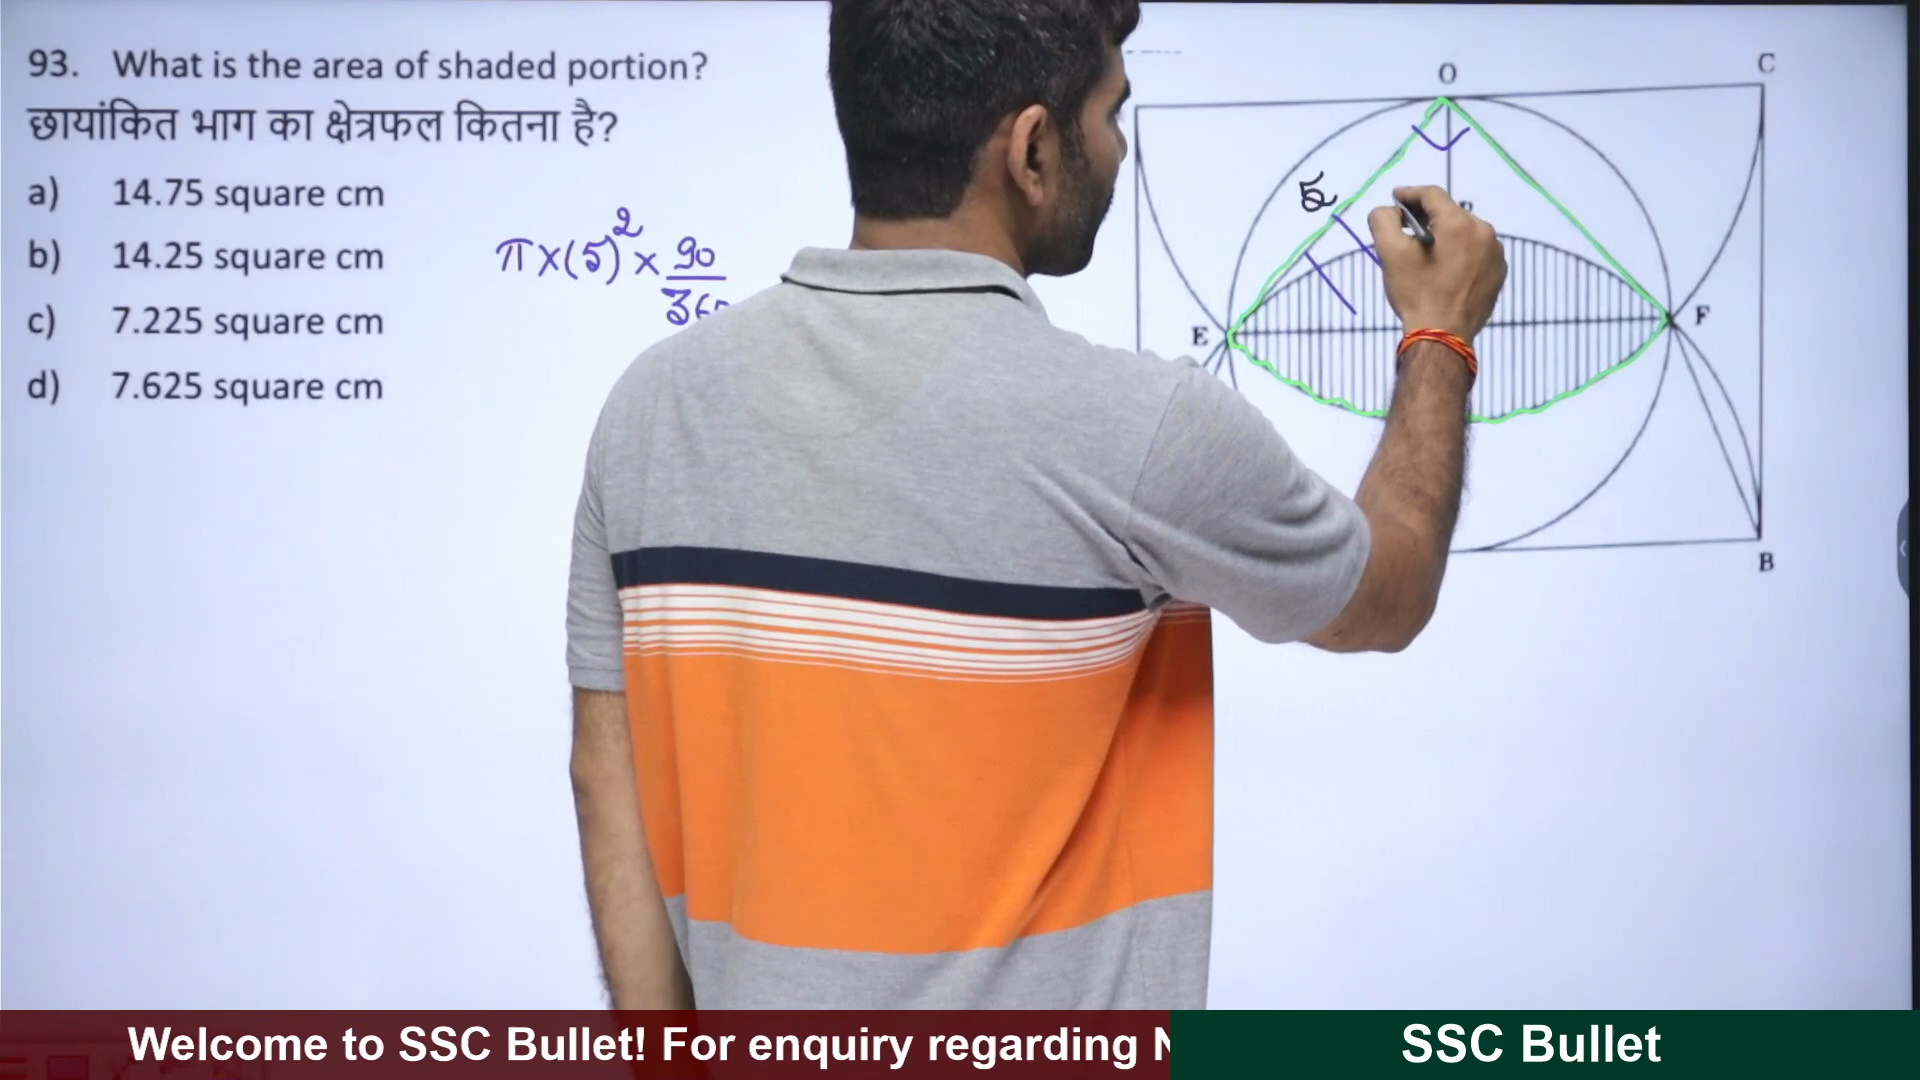 93. What is the area of shaded portion?
छायांकित भाग का क्षेत्रफल कितना है?
a) 14.75 square cm
b) 14.25 square cm
c) 7.225 square cm
d) 7.625 square cm
π×(5)²×90/36
O
C
5
E
F
B
Welcome to SSC Bullet! For enquiry regarding
SSC Bullet